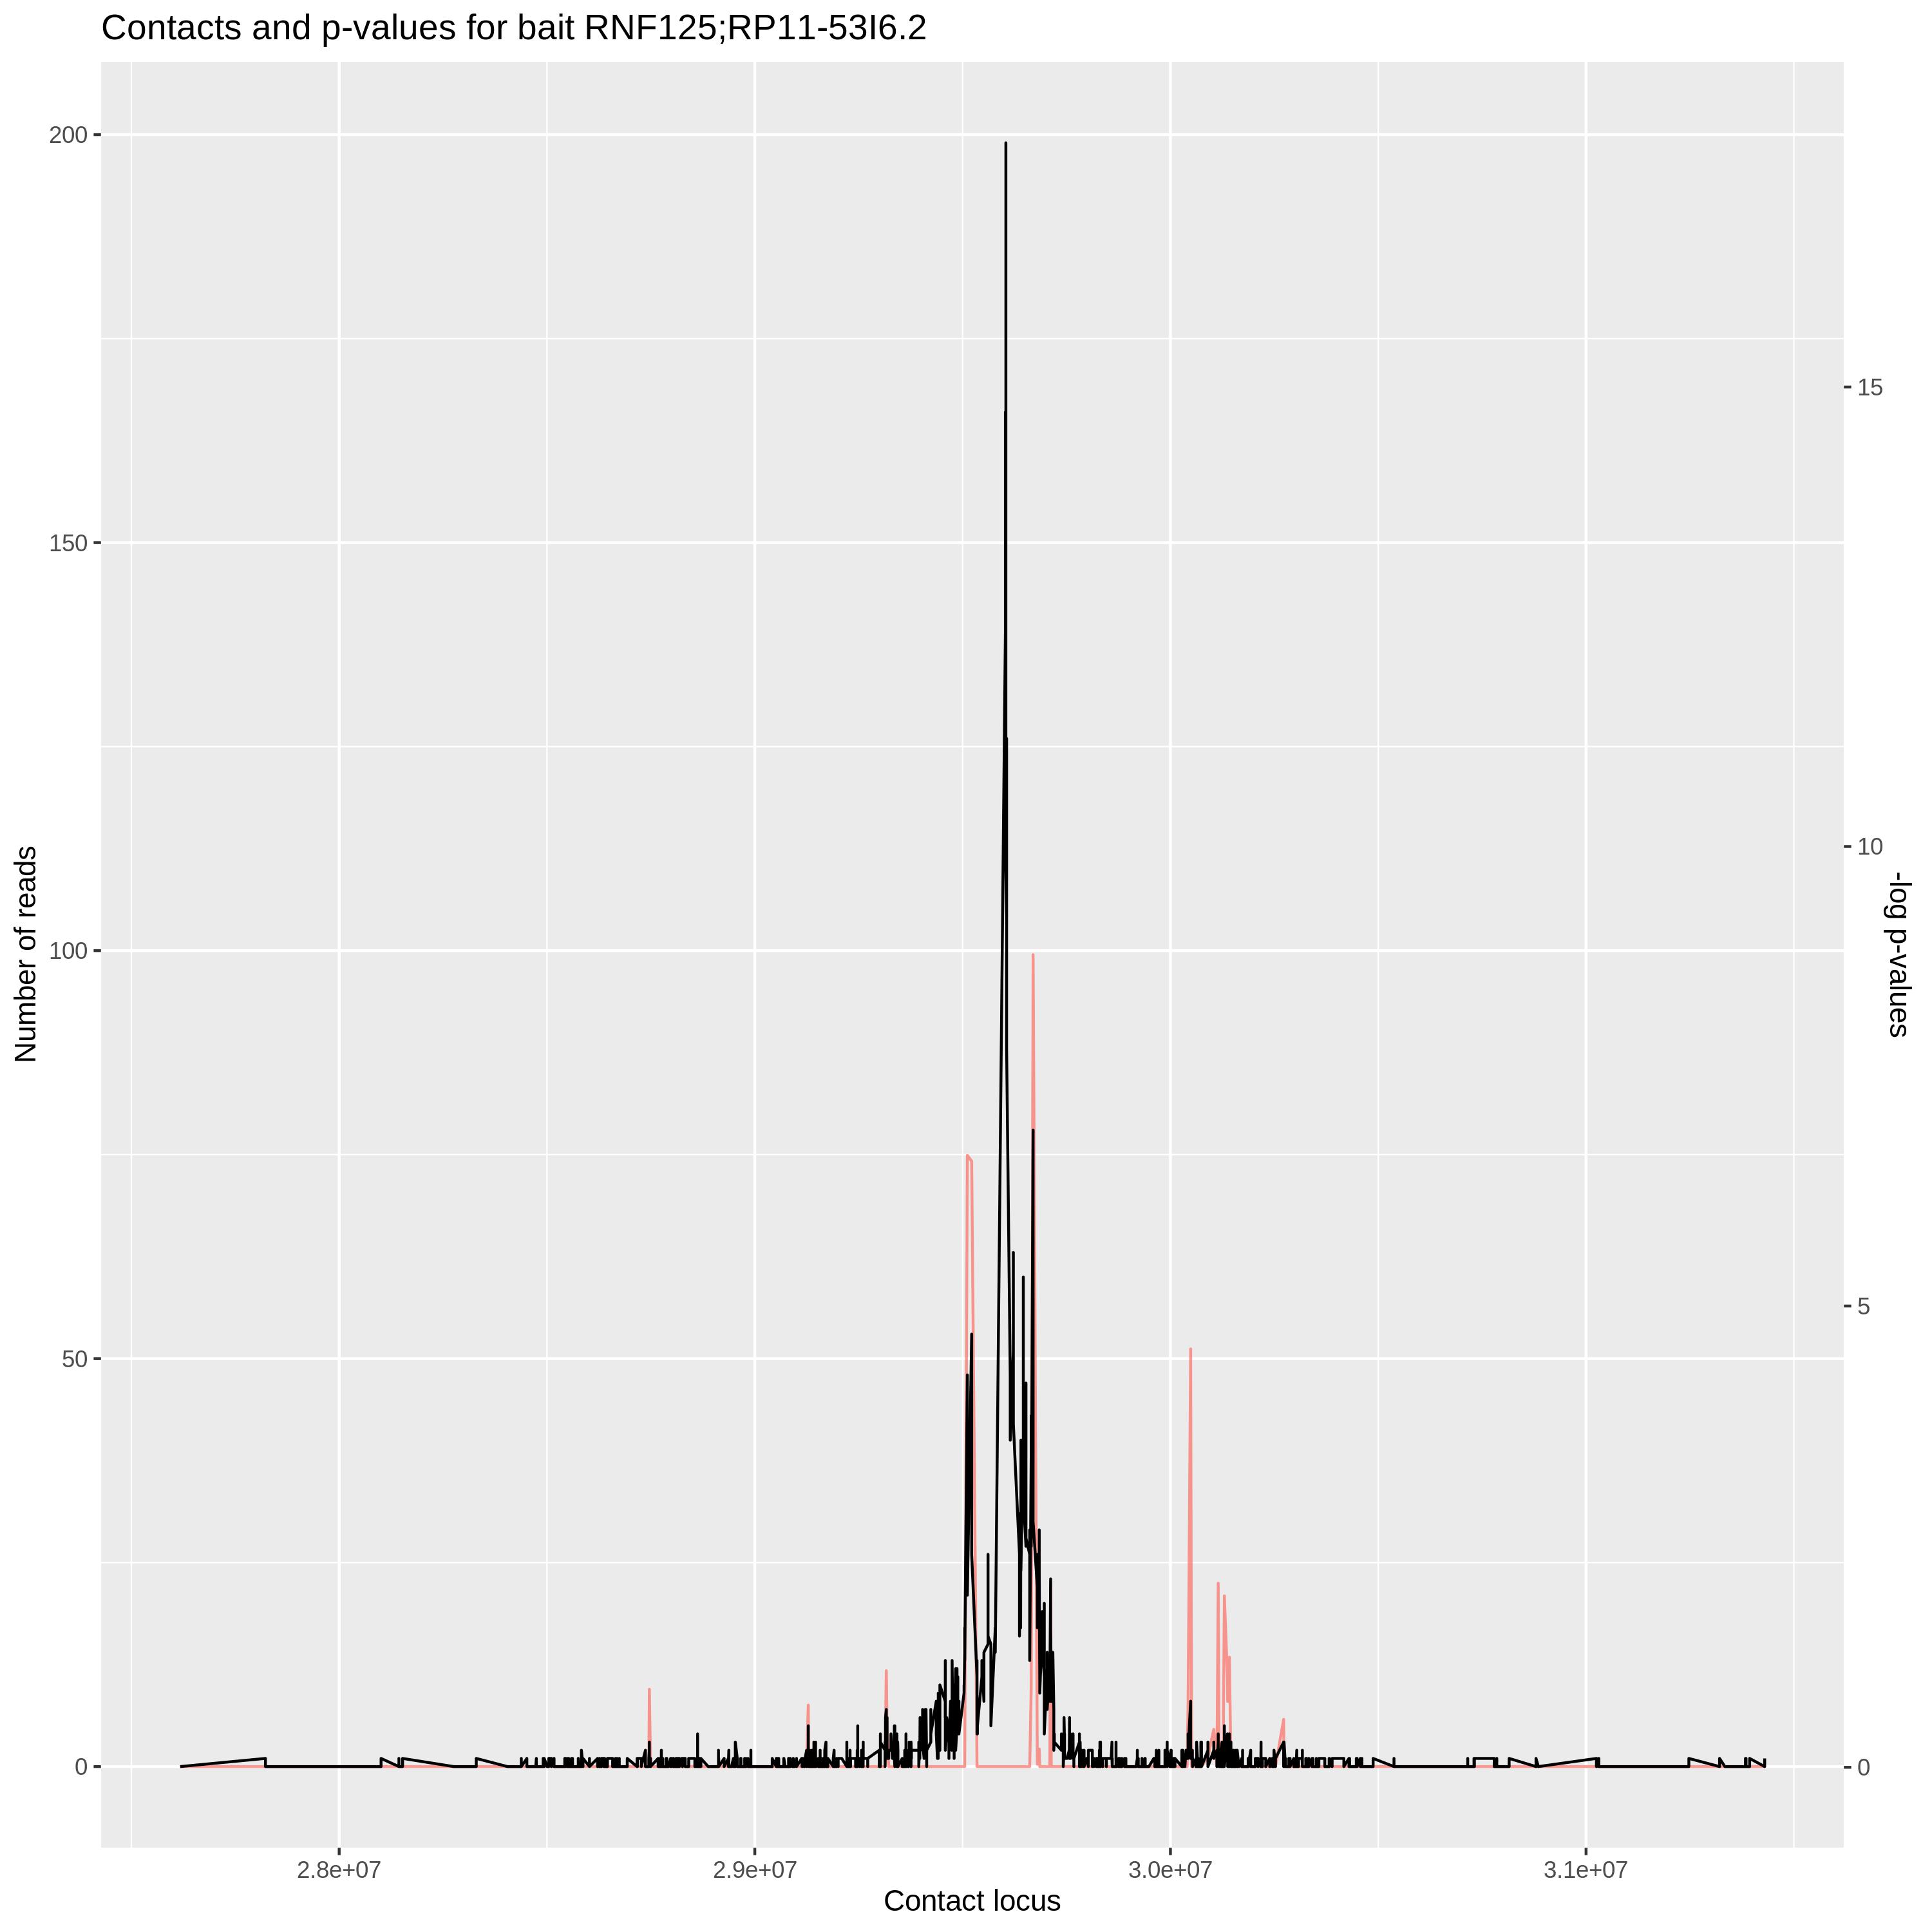 Contacts and p-values for bait RNF125;RP11-53I6.2
200
150
100
50
0
Number of reads
15
10
5
0
-log p-values
2.8e+07
2.9e+07
3.0e+07
3.1e+07
Contact locus